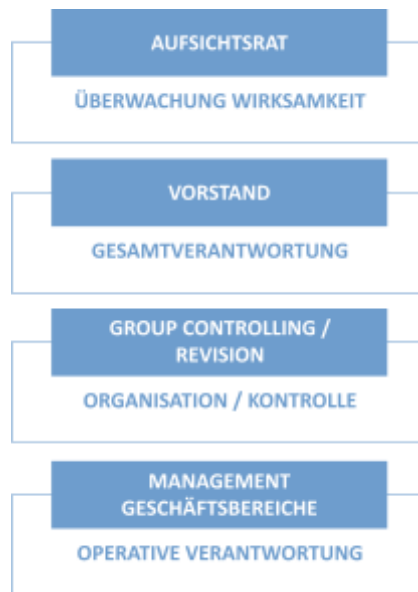 AUFSICHTSRAT
ÜBERWACHUNG WIRKSAMKEIT
VORSTAND
GESAMTVERANTWORTUNG
GROUP CONTROLLING /
REVISION
ORGANISATION / KONTROLLE
MANAGEMENT
GESCHÄFTSBEREICHE
OPERATIVE VERANTWORTUNG